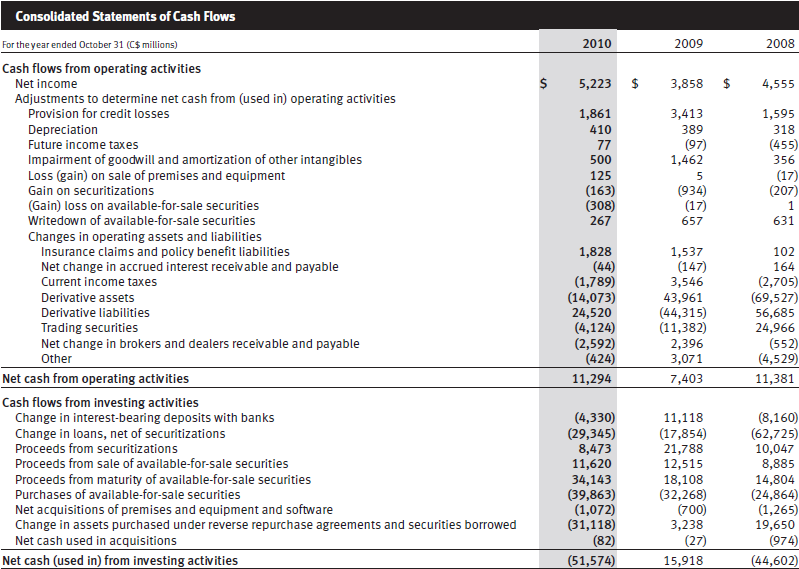 Consolidated Statements of Cash Flows
For the year ended October 31 (C$ millions) 2010 2009 2008
Cash flows from operating activities
Net income $ 5,223 $ 3,858 $ 4,555
Adjustments to determine net cash from (used in) operating activities
Provision for credit losses 1,861 3,413 1,595
Depreciation 410 389 318
Future income taxes 77 (97) (455)
Impairment of goodwill and amortization of other intangibles 500 1,462 356
Loss (gain) on sale of premises and equipment 125 5 (17)
Gain on securitizations (163) (934) (207)
(Gain) loss on available-for-sale securities (308) (17) 1
Writedown of available-for-sale securities 267 657 631
Changes in operating assets and liabilities
Insurance claims and policy benefit liabilities 1,828 1,537 102
Net change in accrued interest receivable and payable (44) (147) 164
Current income taxes (1,789) 3,546 (2,705)
Derivative assets (14,073) 43,961 (69,527)
Derivative liabilities 24,520 (44,315) 56,685
Trading securities (4,124) (11,382) 24,966
Net change in brokers and dealers receivable and payable (2,592) 2,396 (552)
Other (424) 3,071 (4,529)
Net cash from operating activities 11,294 7,403 11,381
Cash flows from investing activities
Change in interest-bearing deposits with banks (4,330) 11,118 (8,160)
Change in loans, net of securitizations (29,345) (17,854) (62,725)
Proceeds from securitizations 8,473 21,788 10,047
Proceeds from sale of available-for-sale securities 11,620 12,515 8,885
Proceeds from maturity of available-for-sale securities 34,143 18,108 14,804
Purchases of available-for-sale securities (39,863) (32,268) (24,864)
Net acquisitions of premises and equipment and software (1,072) (700) (1,265)
Change in assets purchased under reverse repurchase agreements and securities borrowed (31,118) 3,238 19,650
Net cash used in acquisitions (82) (27) (974)
Net cash (used in) from investing activities (51,574) 15,918 (44,602)